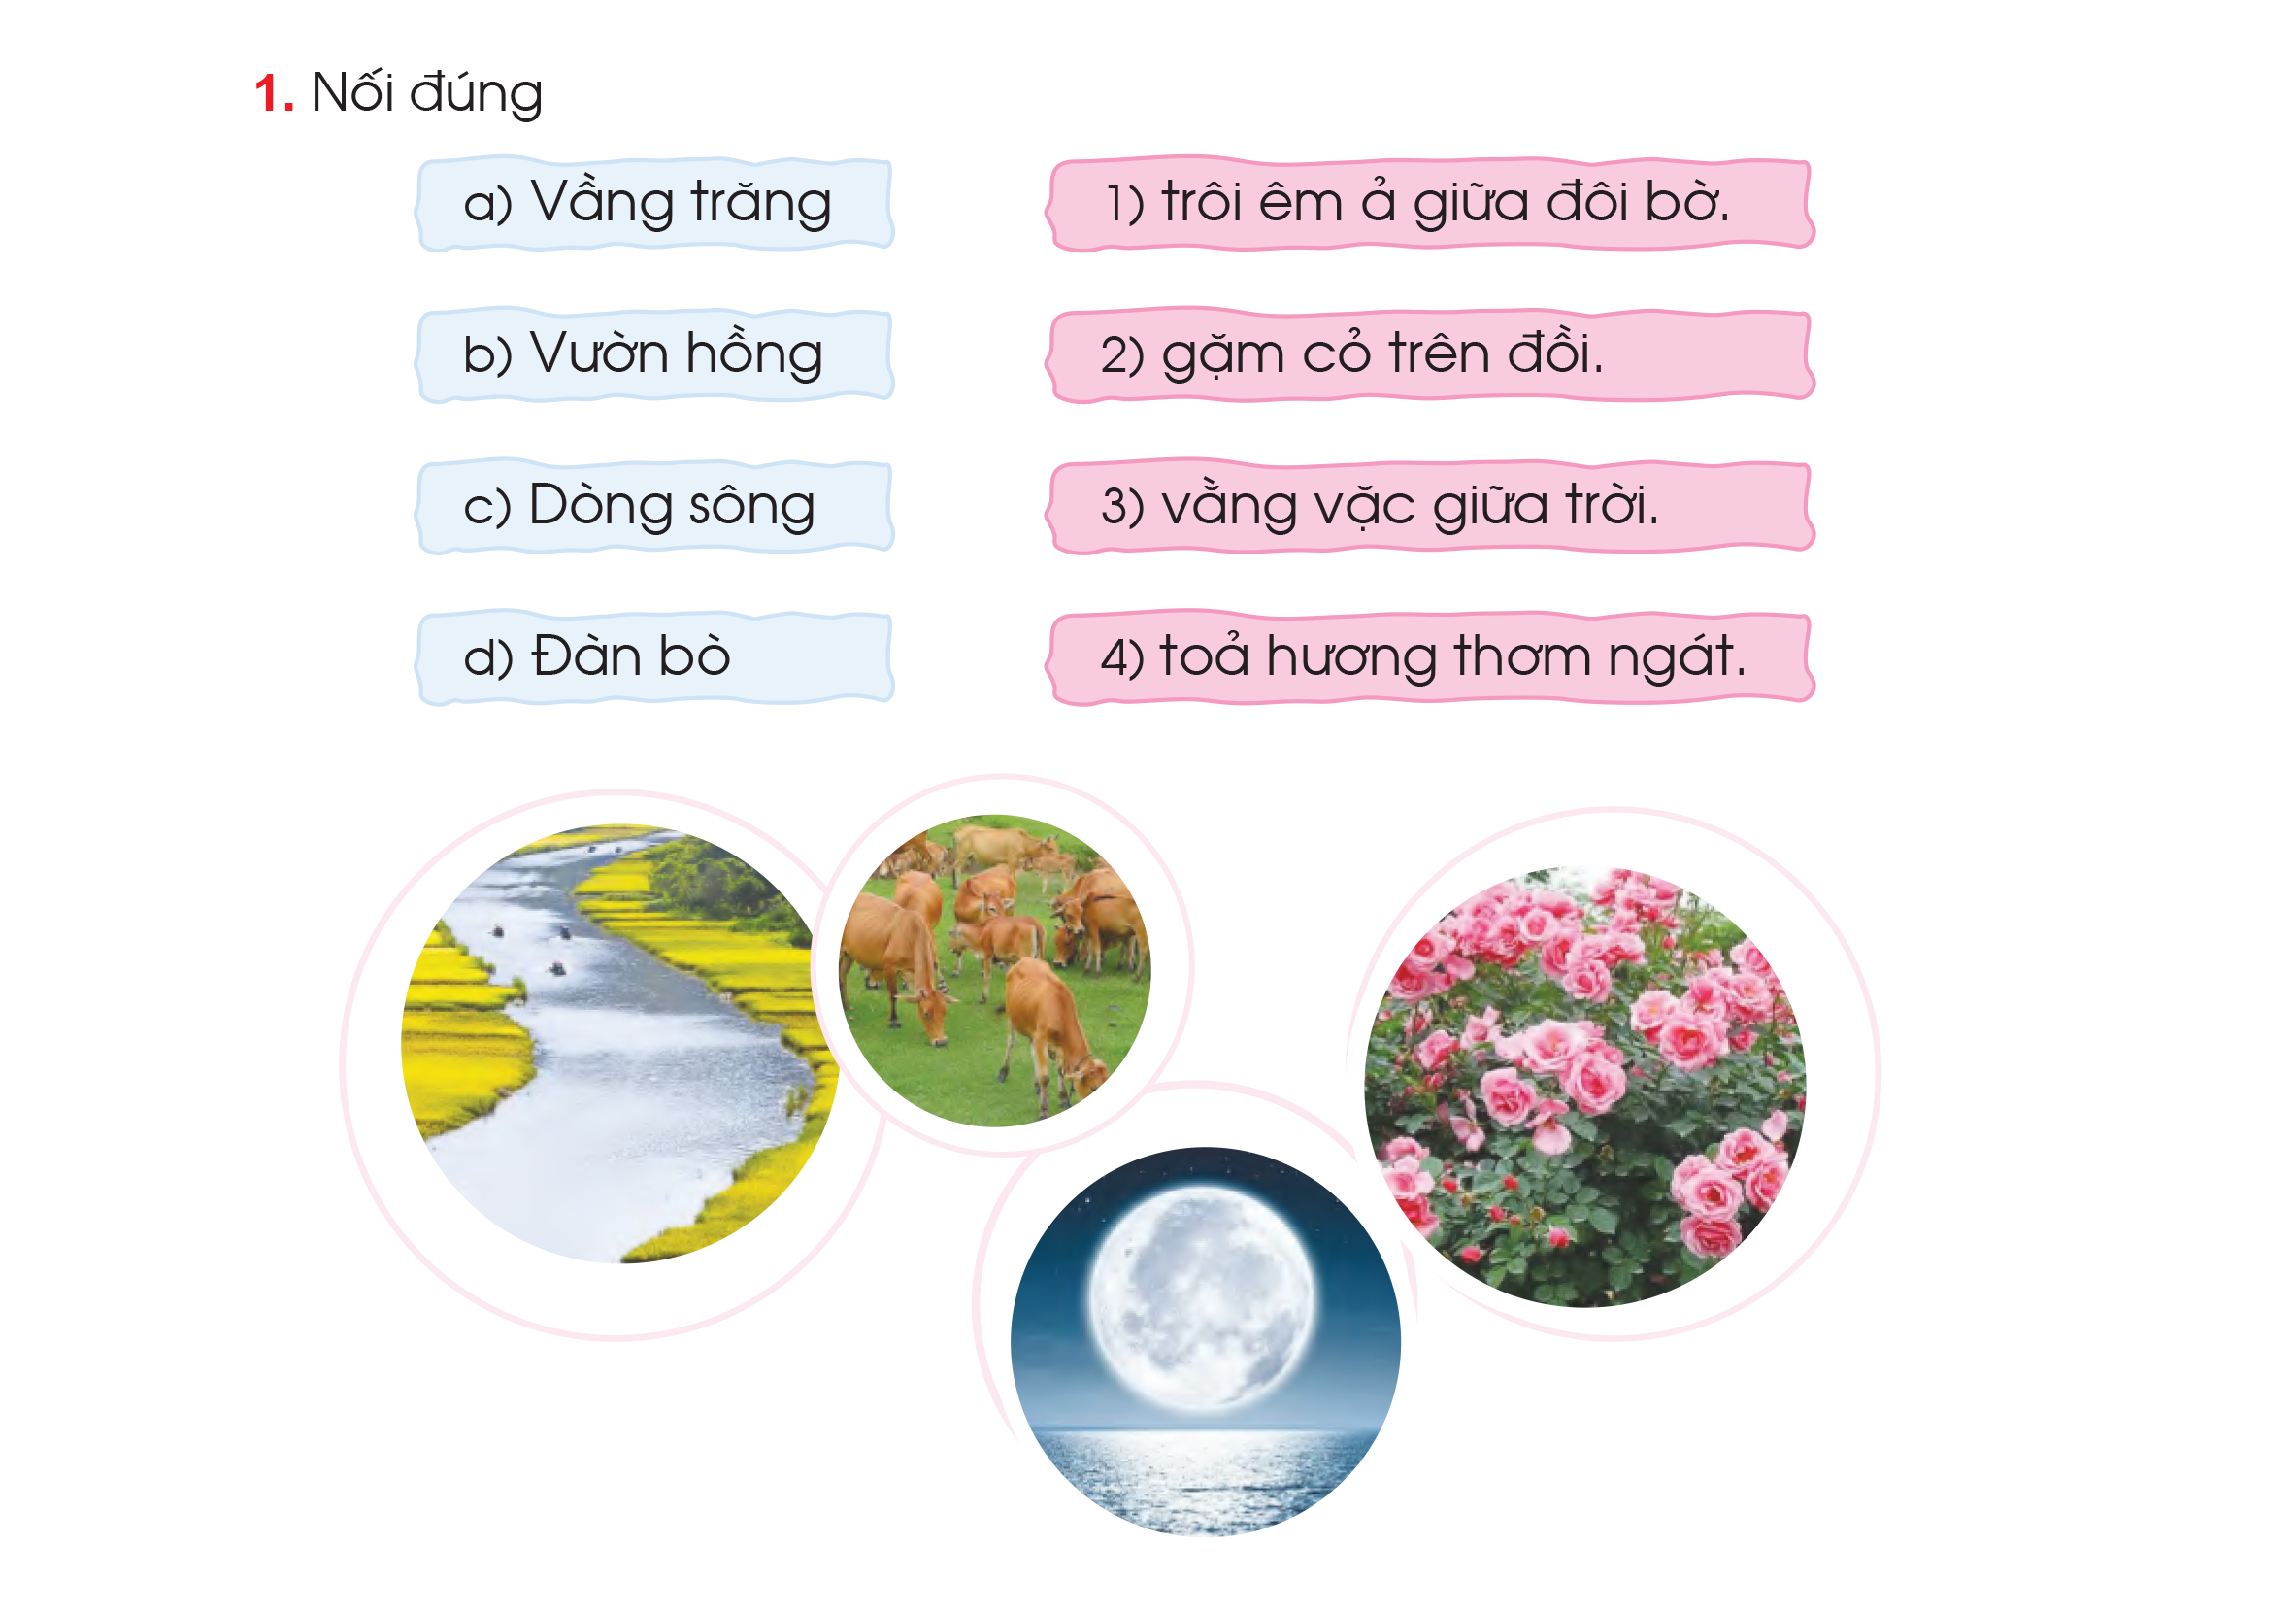 1. Nối đúng
a) Vầng trăng
1) trôi êm ả giữa đôi bờ.
b) Vườn hồng
2) gặm cỏ trên đồi.
c) Dòng sông
3) vằng vặc giữa trời.
d) Đàn bò
4) toả hương thơm ngát.